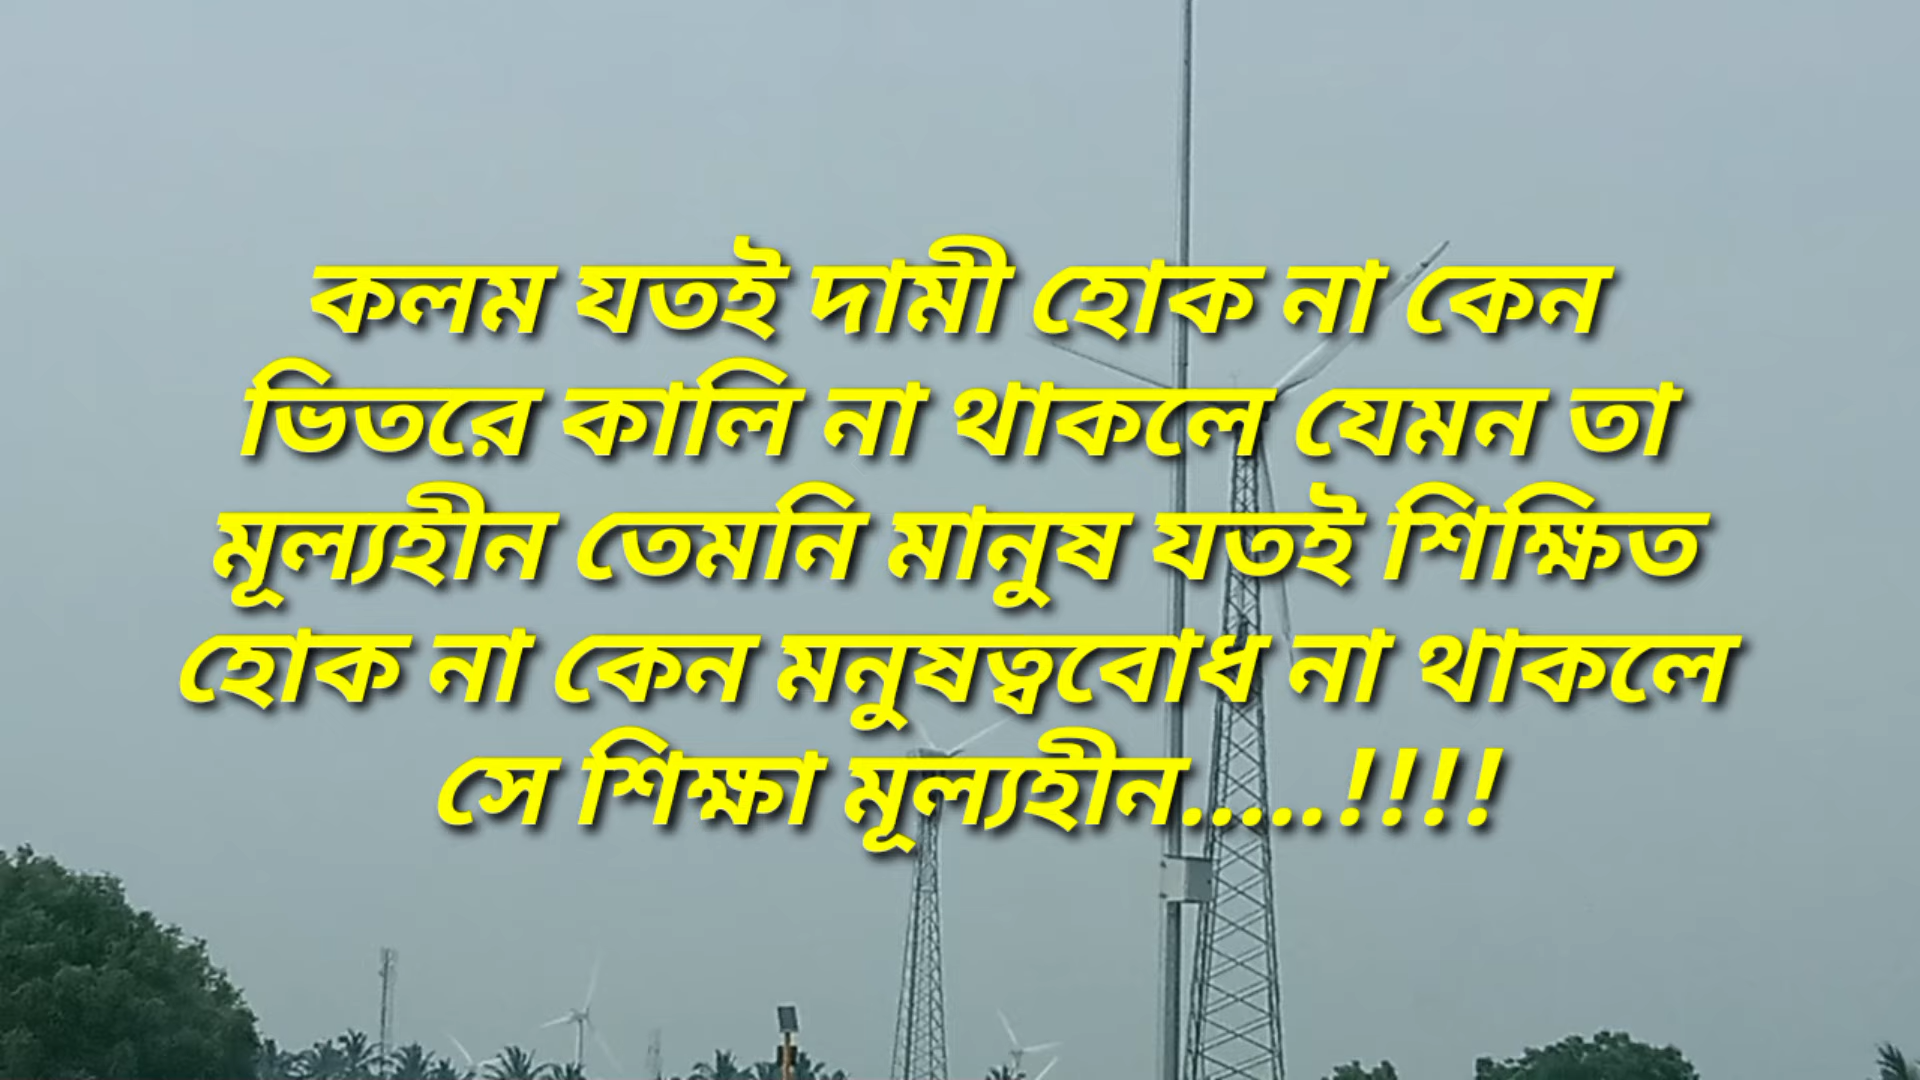 কলম যতই দামী হোক না কেন
ভিতরে কালি না থাকলে যেমন তা
মূল্যহীন তেমনি মানুষ যতই শিক্ষিত
হোক না কেন মনুষত্ববোধ না থাকলে
সে শিক্ষা মূল্যহীন.....!!!!